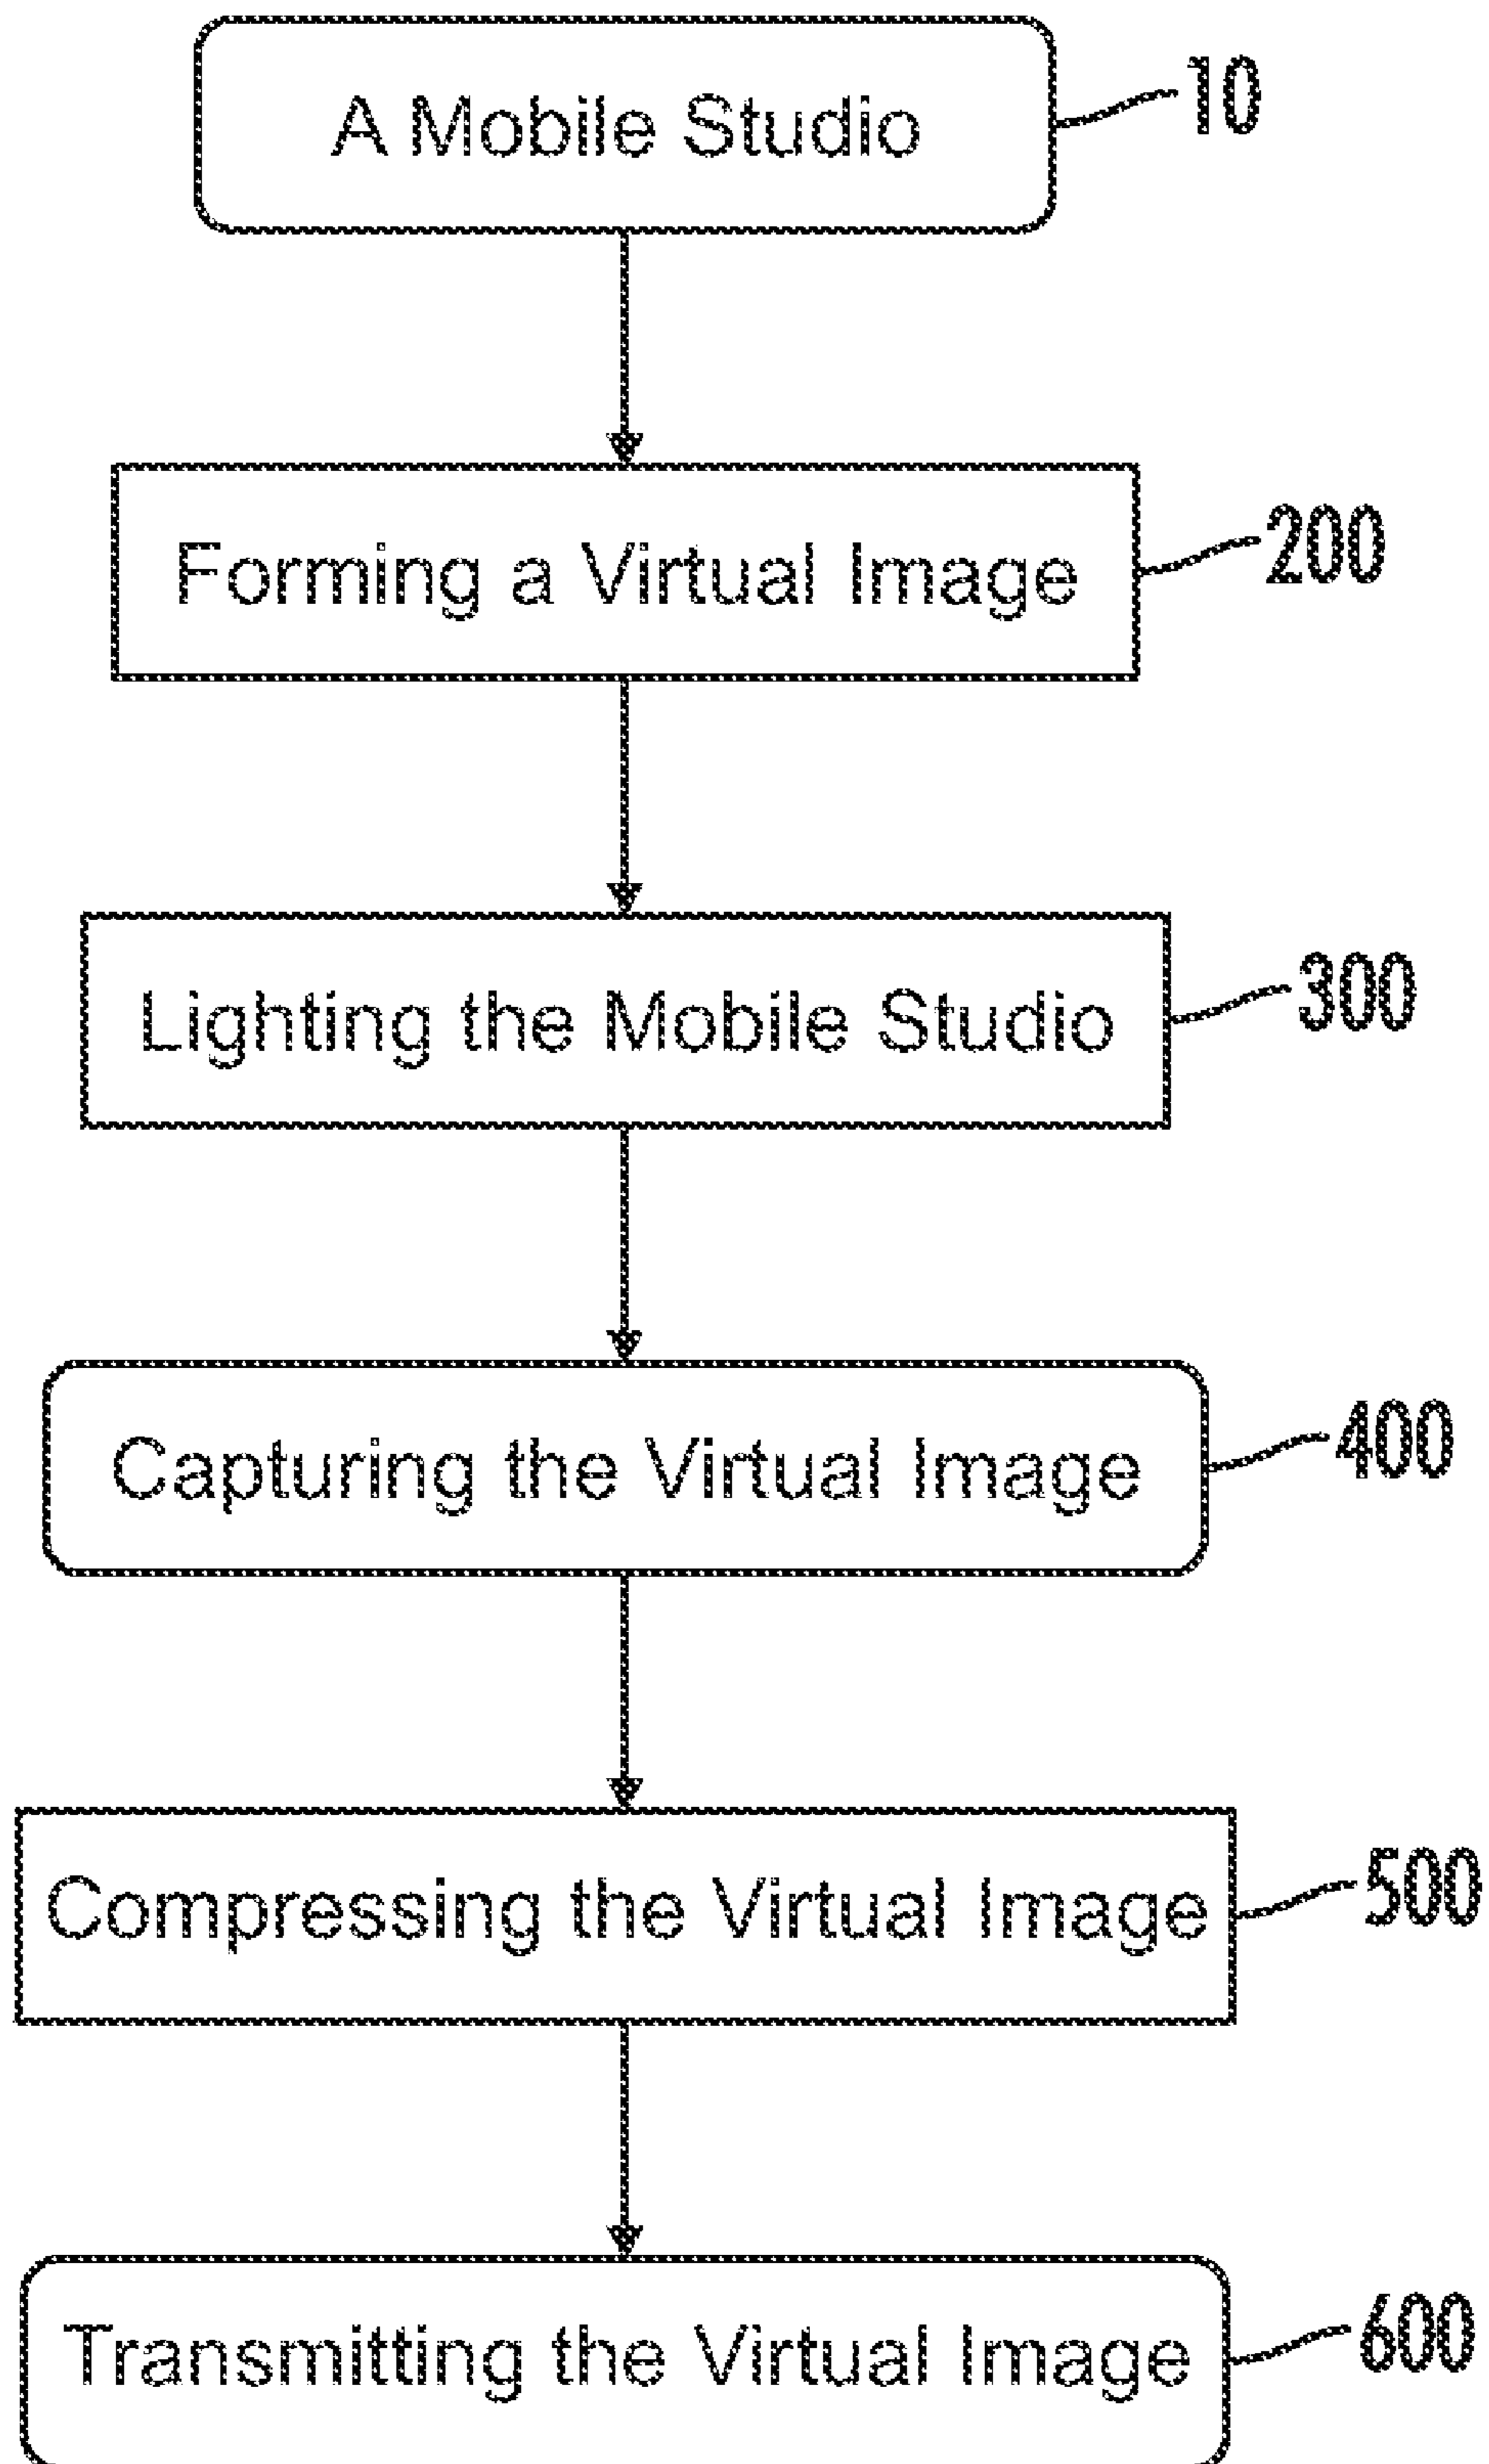 A Mobile Studio
10
Forming a Virtual Image
200
Lighting the Mobile Studio
300
Capturing the Virtual Image
400
Compressing the Virtual Image
500
Transmitting the Virtual Image
600